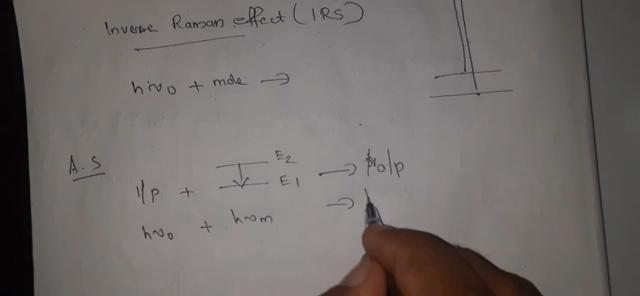 Inverse Raman effect (IRS)
hν0 + mole →
A.S
E2
i/p + E1 → o/p
hν0 + hνm →